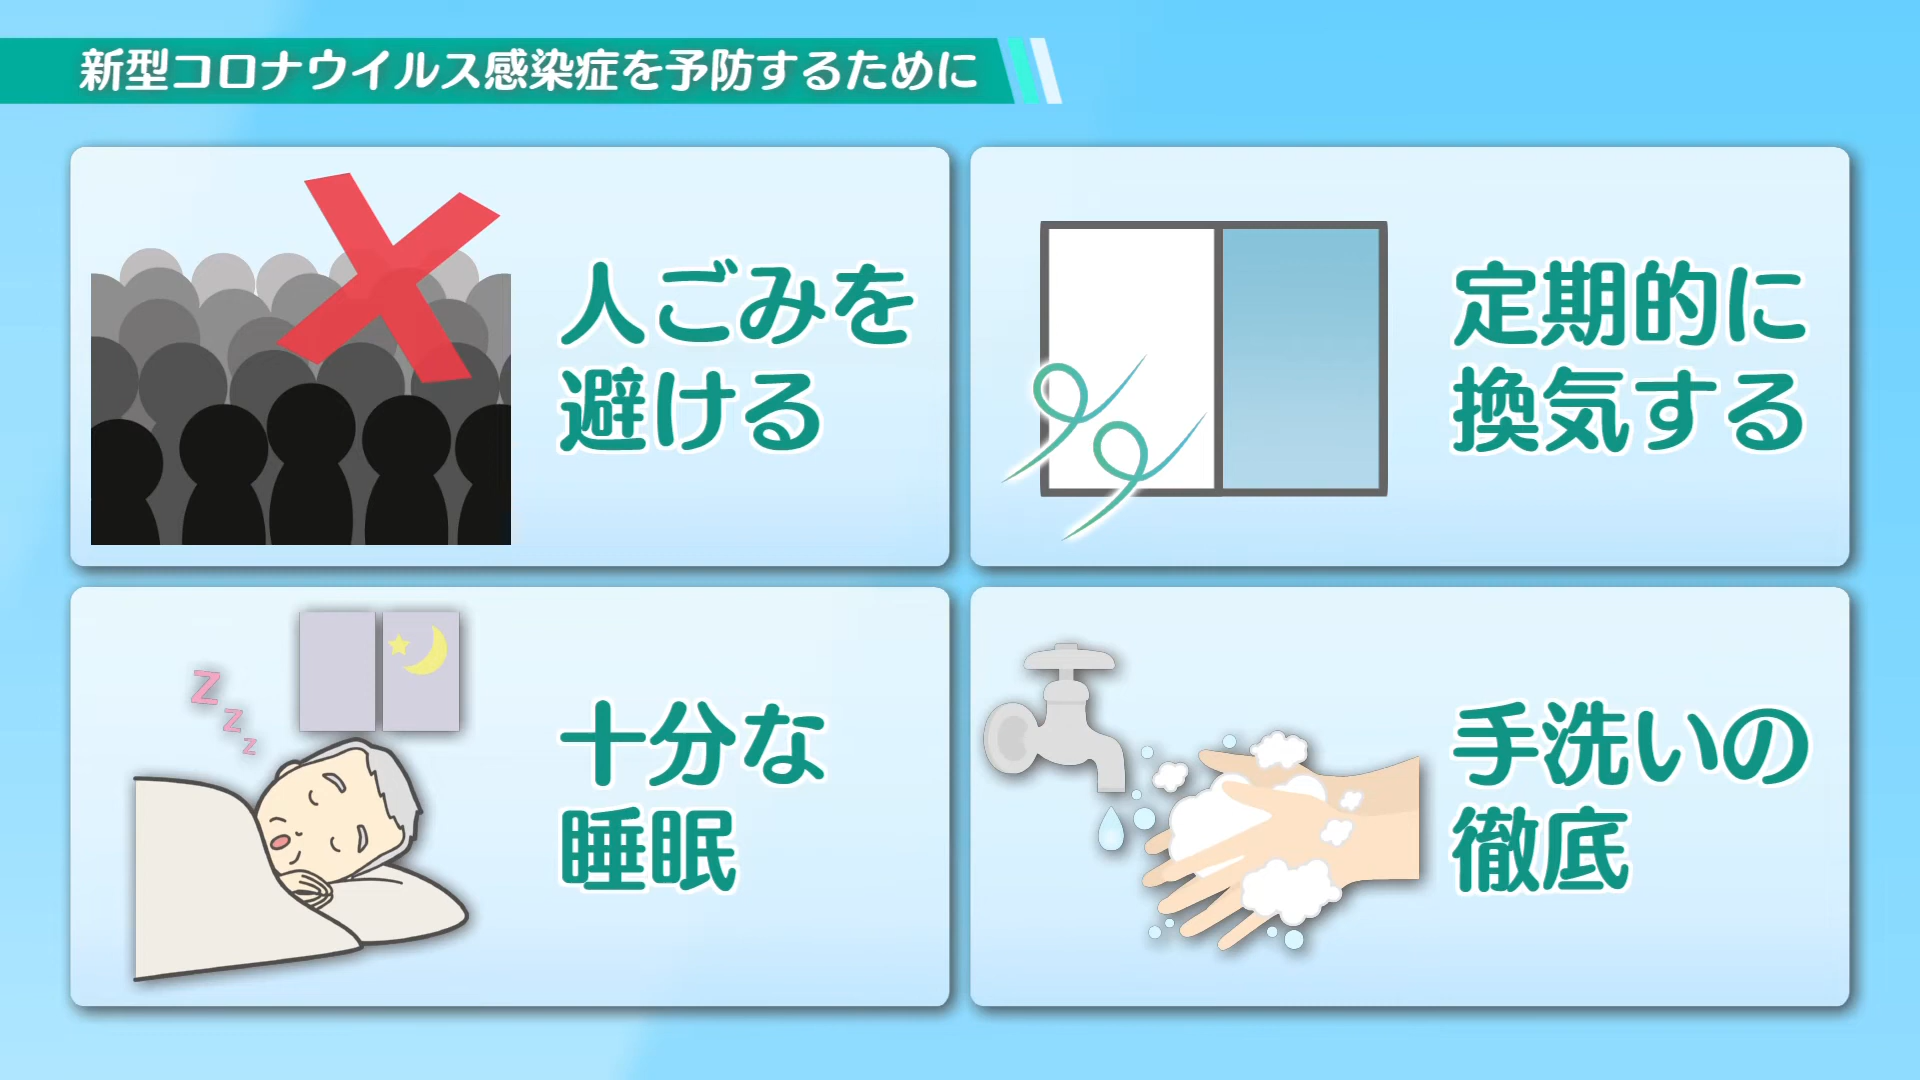 新型コロナウイルス感染症を予防するために
人ごみを
避ける
定期的に
換気する
Z
Z
Z
十分な
睡眠
手洗いの
徹底